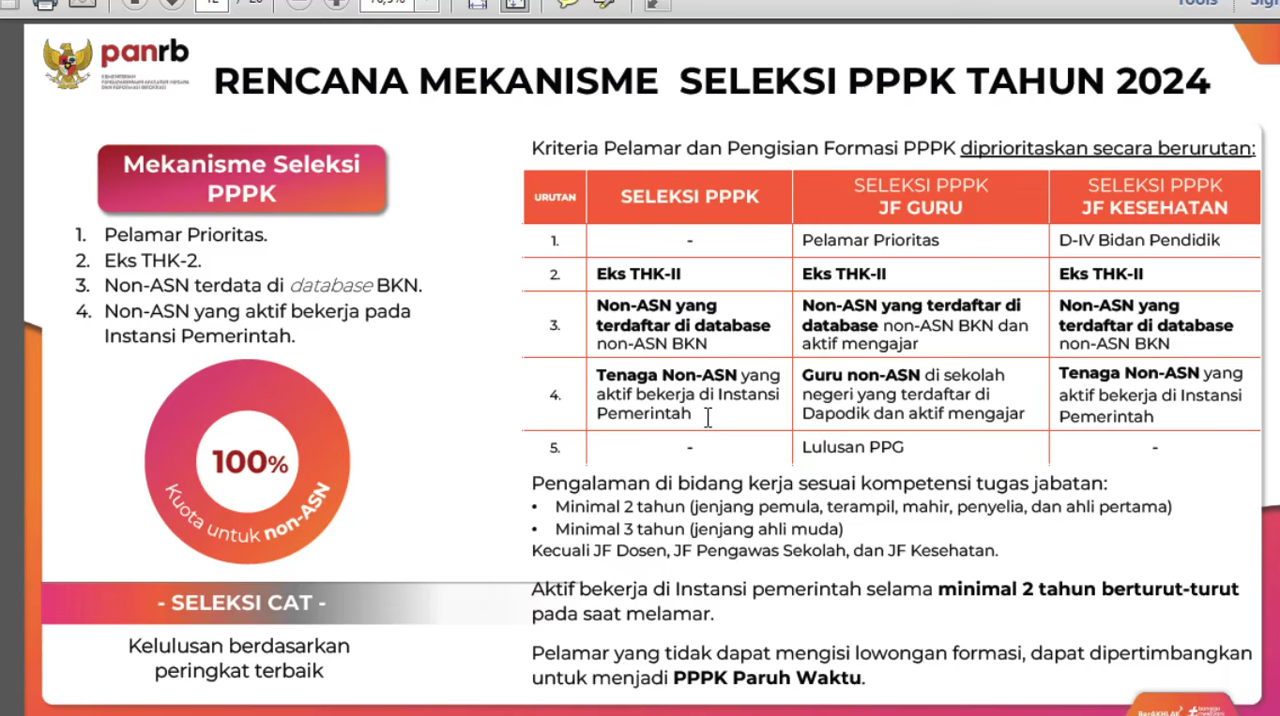 Tools
panrb
RENCANA MEKANISME SELEKSI PPPK TAHUN 2024
Mekanisme Seleksi
PPPK
1. Pelamar Prioritas.
2. Eks THK-2.
3. Non-ASN terdata di database BKN.
4. Non-ASN yang aktif bekerja pada
Instansi Pemerintah.
100%
Kuota untuk non-ASN
- SELEKSI CAT -
Kelulusan berdasarkan
peringkat terbaik
Kriteria Pelamar dan Pengisian Formasi PPPK diprioritaskan secara berurutan:
URUTAN
SELEKSI PPPK
SELEKSI PPPK
JF GURU
SELEKSI PPPK
JF KESEHATAN
1.
-
Pelamar Prioritas
D-IV Bidan Pendidik
2.
Eks THK-II
Eks THK-II
Eks THK-II
3.
Non-ASN yang
terdaftar di database
non-ASN BKN
Non-ASN yang terdaftar di
database non-ASN BKN dan
aktif mengajar
Non-ASN yang
terdaftar di database
non-ASN BKN
4.
Tenaga Non-ASN yang
aktif bekerja di Instansi
Pemerintah
Guru non-ASN di sekolah
negeri yang terdaftar di
Dapodik dan aktif mengajar
Tenaga Non-ASN yang
aktif bekerja di Instansi
Pemerintah
5.
-
Lulusan PPG
-
Pengalaman di bidang kerja sesuai kompetensi tugas jabatan:
• Minimal 2 tahun (jenjang pemula, terampil, mahir, penyelia, dan ahli pertama)
• Minimal 3 tahun (jenjang ahli muda)
Kecuali JF Dosen, JF Pengawas Sekolah, dan JF Kesehatan.
Aktif bekerja di Instansi pemerintah selama minimal 2 tahun berturut-turut
pada saat melamar.
Pelamar yang tidak dapat mengisi lowongan formasi, dapat dipertimbangkan
untuk menjadi PPPK Paruh Waktu.
BerAKHLAK